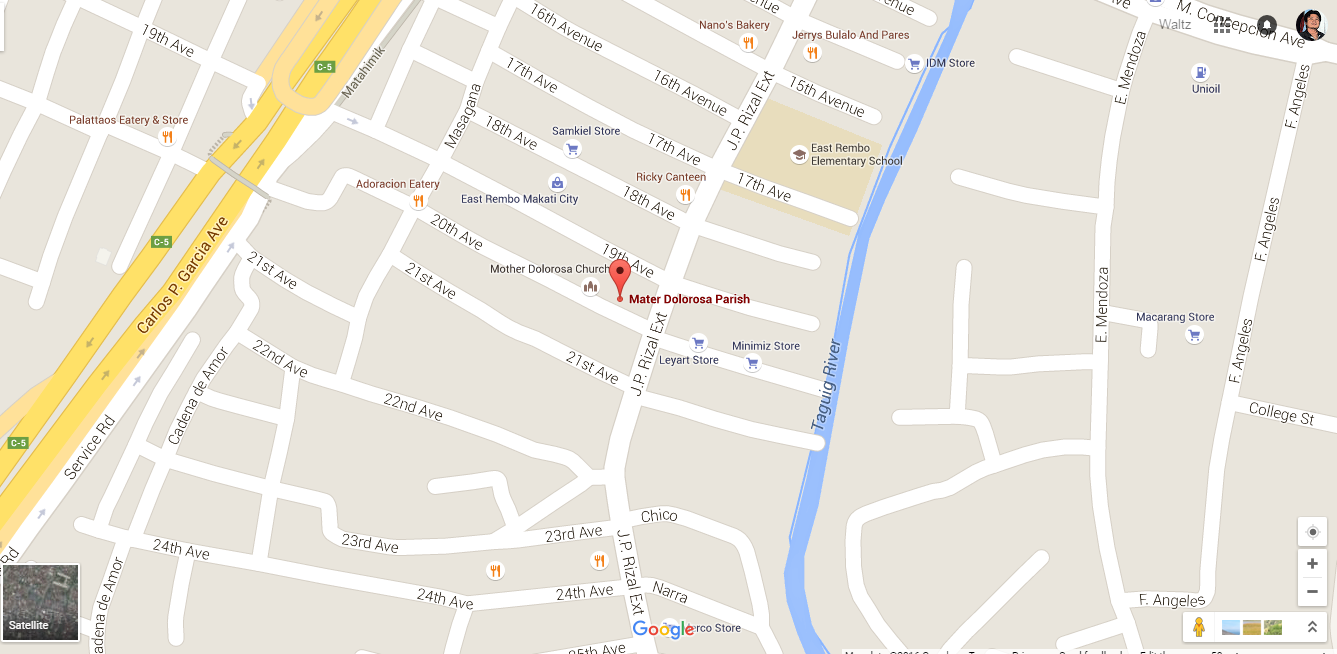 16th Avenue
Nano's Bakery
Jerrys Bulalo And Pares
Waltz
M. Concepcion Ave
19th Ave
C-5
Matahimik
17th Ave
16th Avenue
J.P. Rizal Ext
15th Avenue
IDM Store
E. Mendoza
Unioil
F. Angeles
Palattaos Eatery & Store
Masagana
18th Ave
Samkiel Store
17th Ave
East Rembo
Elementary School
Adoracion Eatery
East Rembo Makati City
Ricky Canteen
18th Ave
17th Ave
C-5
Carlos P. Garcia Ave
20th Ave
19th Ave
F. Angeles
21st Ave
21st Ave
Mother Dolorosa Church
Mater Dolorosa Parish
E. Mendoza
Macarang Store
22nd Ave
21st Ave
J.P. Rizal Ext
Leyart Store
Minimiz Store
Taguig River
F. Angeles
Cadena de Amor
22nd Ave
College St
C-5
Service Rd
23rd Ave
23rd Ave
Chico
24th Ave
J.P. Rizal Ext
Rd
Cadena de Amor
24th Ave
24th Ave
Narra
F. Angeles
Satellite
Google
erco Store
25th Ave